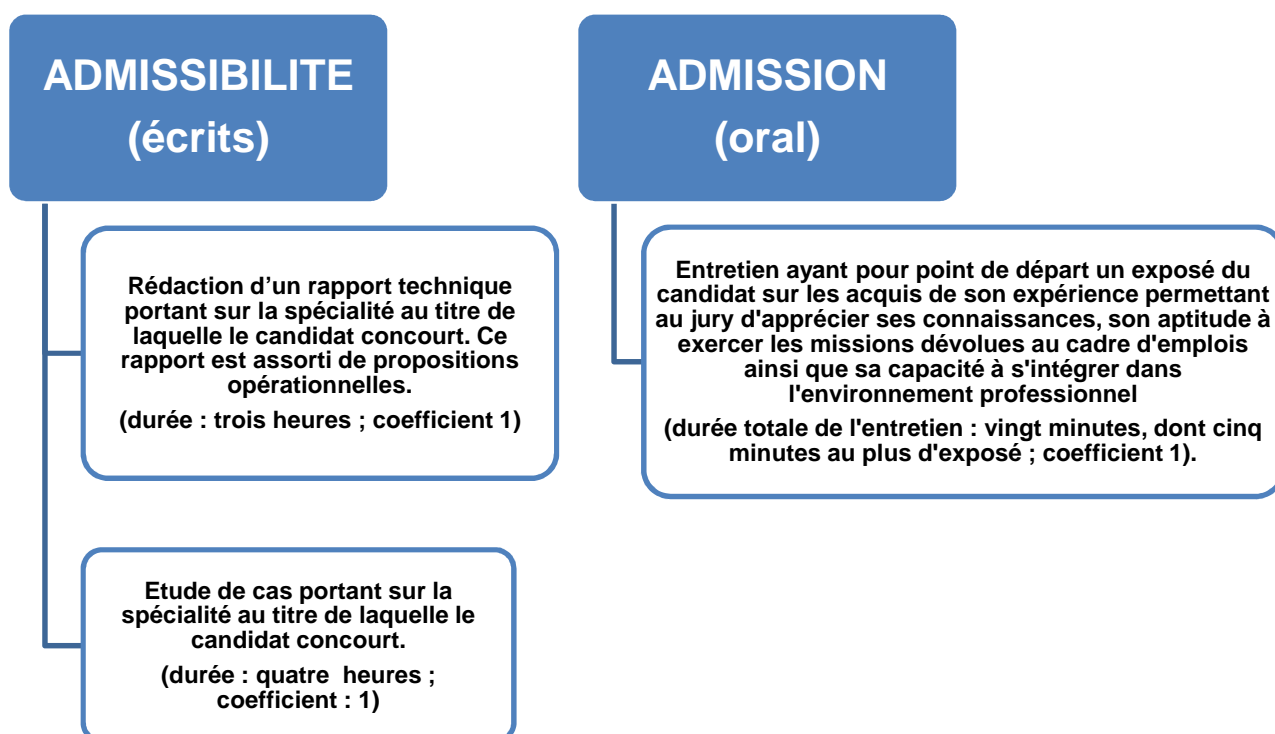 ADMISSIBILITE
(écrits)
Rédaction d’un rapport technique
portant sur la spécialité au titre de
laquelle le candidat concourt. Ce
rapport est assorti de propositions
opérationnelles.
(durée : trois heures ; coefficient 1)
Etude de cas portant sur la
spécialité au titre de laquelle le
candidat concourt.
(durée : quatre heures ;
coefficient : 1)
ADMISSION
(oral)
Entretien ayant pour point de départ un exposé du
candidat sur les acquis de son expérience permettant
au jury d'apprécier ses connaissances, son aptitude à
exercer les missions dévolues au cadre d'emplois
ainsi que sa capacité à s'intégrer dans
l'environnement professionnel
(durée totale de l'entretien : vingt minutes, dont cinq
minutes au plus d'exposé ; coefficient 1).